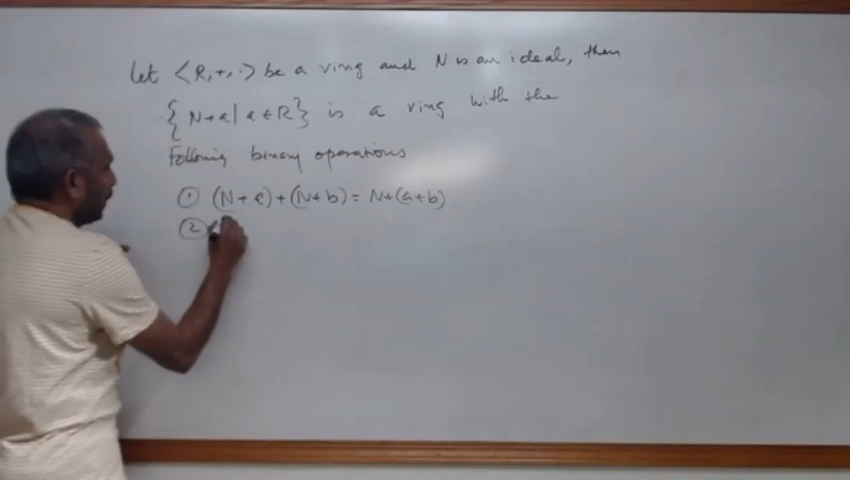 Let <R, +, ·> be a ring and N is an ideal, then
{N+a | a ∈ R} is a ring with the
Following binary operations
① (N+a)+(N+b) = N+(a+b)
② (